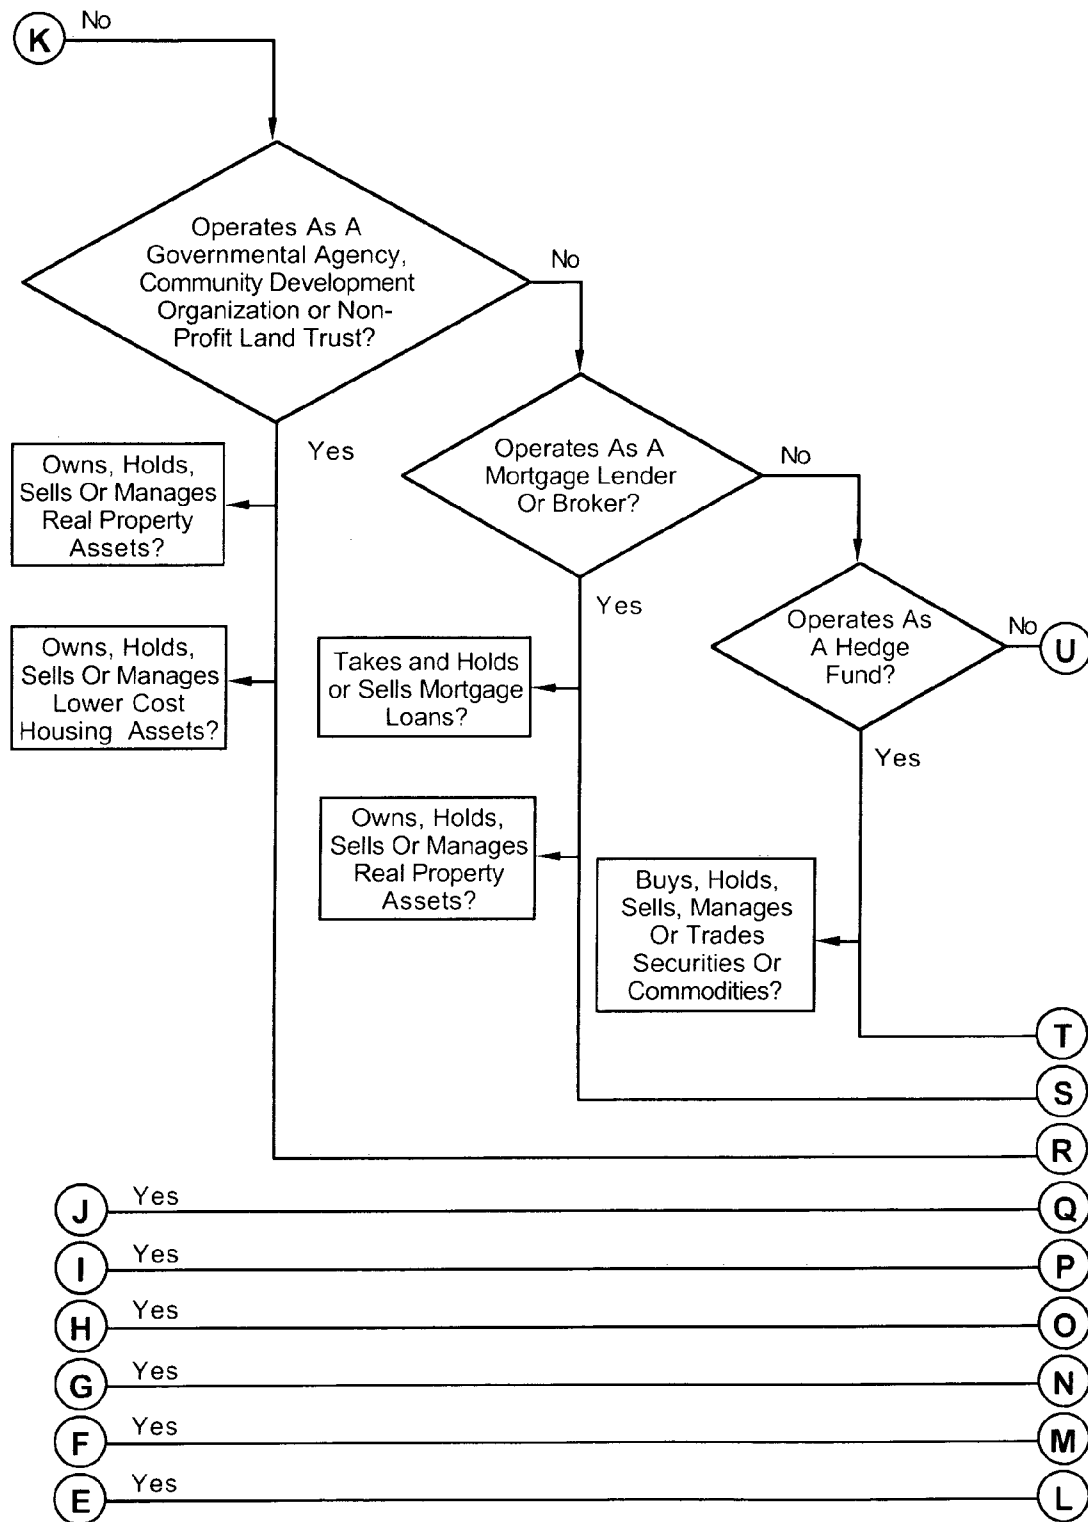 K
No
Operates As A
Governmental Agency,
Community Development
Organization or Non-
Profit Land Trust?
No
Yes
Owns, Holds,
Sells Or Manages
Real Property
Assets?
Operates As A
Mortgage Lender
Or Broker?
No
Yes
Owns, Holds,
Sells Or Manages
Lower Cost
Housing Assets?
Takes and Holds
or Sells Mortgage
Loans?
Operates As
A Hedge
Fund?
No
U
Yes
Owns, Holds,
Sells Or Manages
Real Property
Assets?
Buys, Holds,
Sells, Manages
Or Trades
Securities Or
Commodities?
T
S
R
J Yes Q
I Yes P
H Yes O
G Yes N
F Yes M
E Yes L